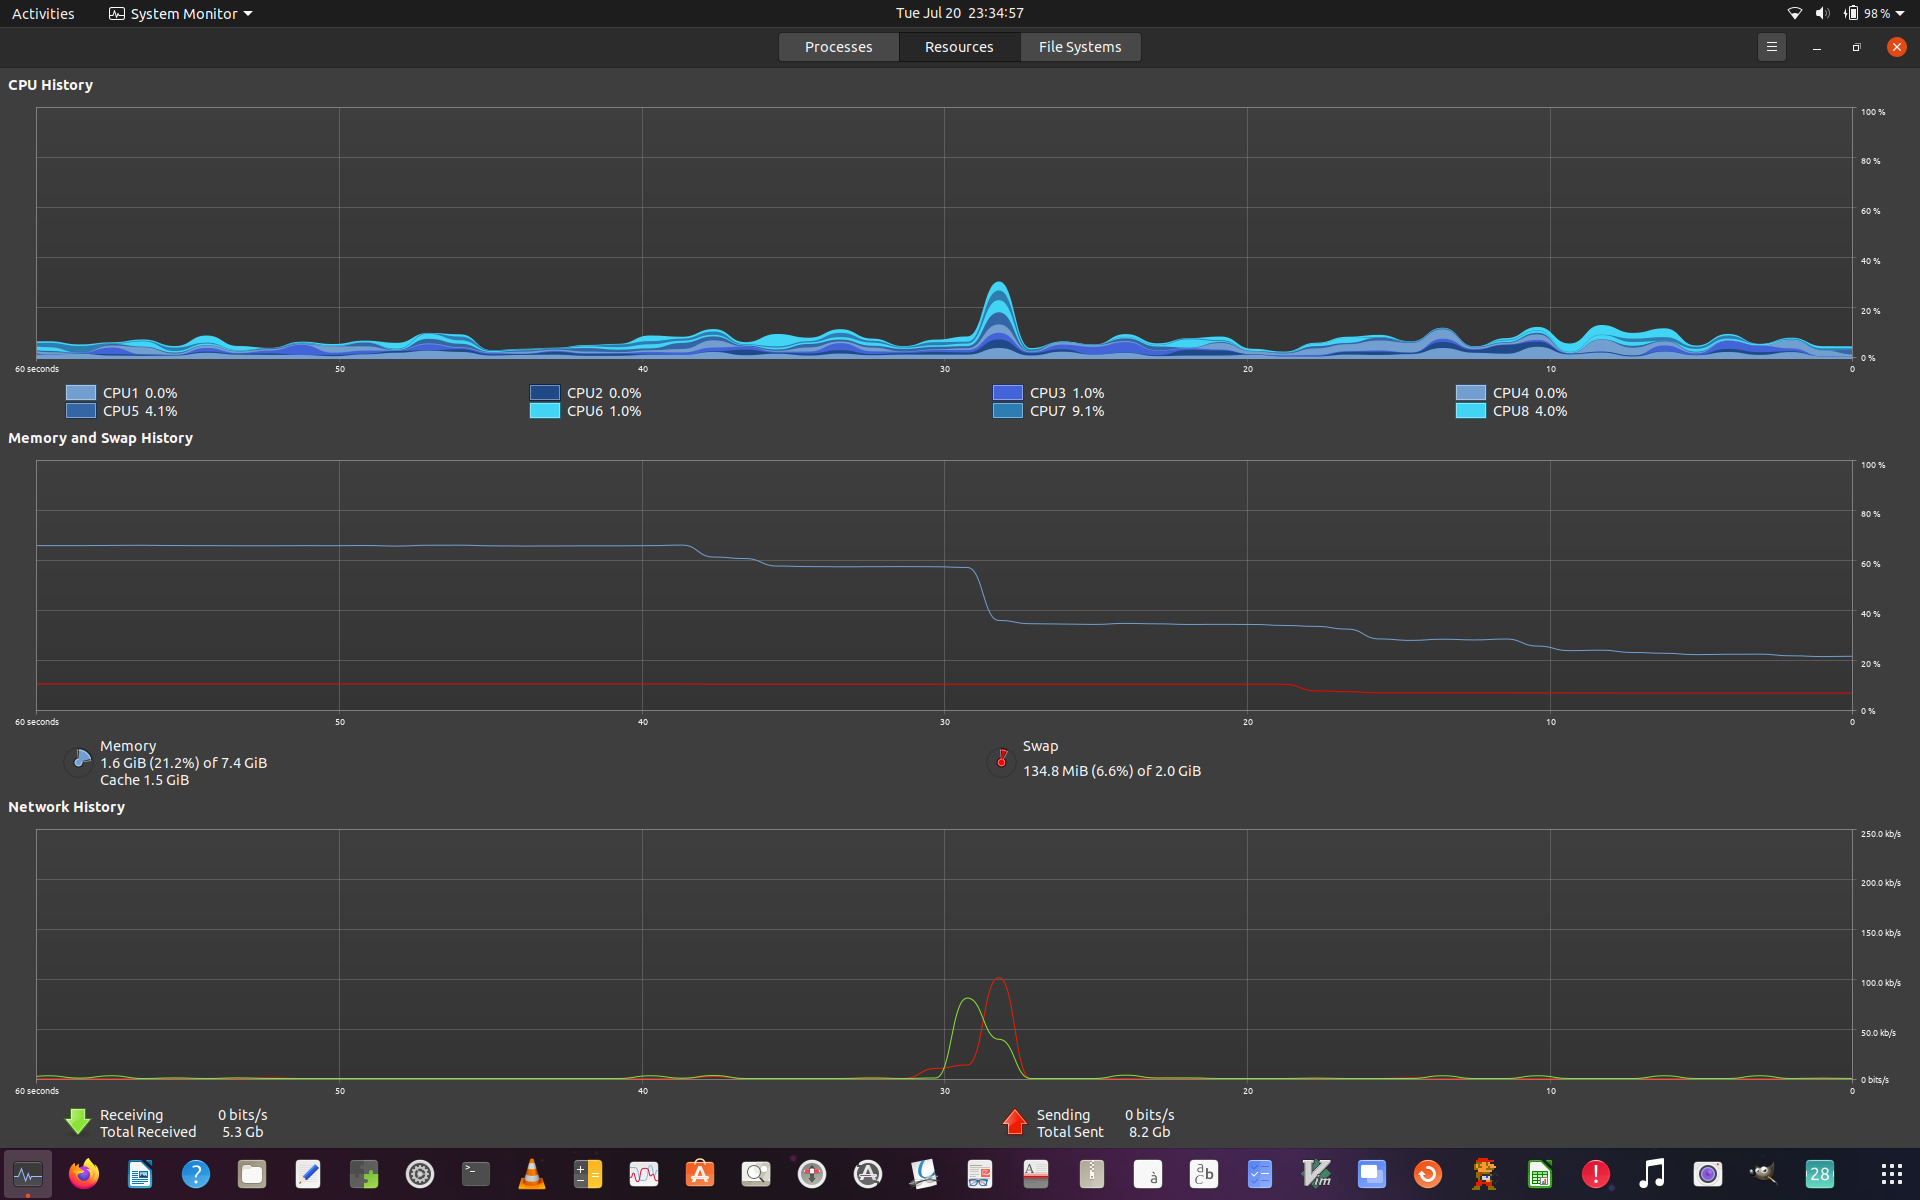 Activities System Monitor Tue Jul 20 23:34:57 98 %
Processes Resources File Systems
CPU History
100 %
80 %
60 %
40 %
20 %
0 %
60 seconds 50 40 30 20 10 0
CPU1 0.0% CPU2 0.0% CPU3 1.0% CPU4 0.0%
CPU5 4.1% CPU6 1.0% CPU7 9.1% CPU8 4.0%
Memory and Swap History
100 %
80 %
60 %
40 %
20 %
0 %
60 seconds 50 40 30 20 10 0
Memory
1.6 GiB (21.2%) of 7.4 GiB
Cache 1.5 GiB
Swap
134.8 MiB (6.6%) of 2.0 GiB
Network History
250.0 kb/s
200.0 kb/s
150.0 kb/s
100.0 kb/s
50.0 kb/s
0 bits/s
60 seconds 50 40 30 20 10 0
Receiving 0 bits/s
Total Received 5.3 Gb
Sending 0 bits/s
Total Sent 8.2 Gb
? >_ A A à a b c Vim ! 28